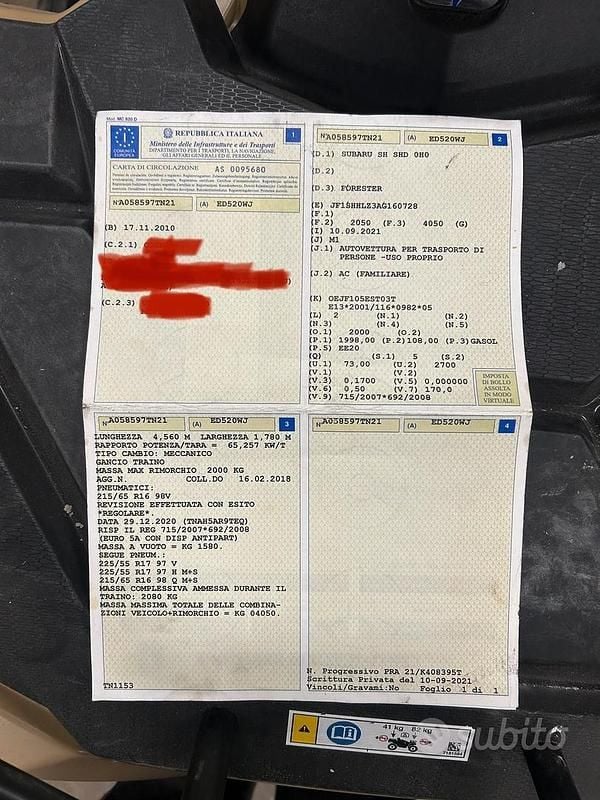 Mod. MC 820 D
REPUBBLICA ITALIANA
1
Ministero delle Infrastrutture e dei Trasporti
DIPARTIMENTO PER I TRASPORTI, LA NAVIGAZIONE,
GLI AFFARI GENERALI ED IL PERSONALE
COMUNITÀ
EUROPEA
CARTA DI CIRCOLAZIONE AS 0095680
N°A058597TN21 (A) ED520WJ
(B) 17.11.2010
(C.2.1)
(C.2.3)
N°A058597TN21 (A) ED520WJ 2
(D.1) SUBARU SH SHD 0H0
(D.2)
(D.3) FORESTER
(E) JF1SHHLZ3AG160728
(F.1)
(F.2) 2050 (F.3) 4050 (G)
(I) 10.09.2021
(J) M1
(J.1) AUTOVETTURA PER TRASPORTO DI
PERSONE -USO PROPRIO
(J.2) AC (FAMILIARE)
(K) OEJF105EST03T
E13*2001/116*0982*05
(L) 2 (N.1) (N.2)
(N.3) (N.4) (N.5)
(O.1) 2000 (O.2)
(P.1) 1998,00 (P.2)108,00 (P.3)GASOL
(P.5) EE20
(Q) (S.1) 5 (S.2)
(U.1) 73,00 (U.2) 2700
(V.1) (V.2)
(V.3) 0,1700 (V.5) 0,000000
(V.6) 0,50 (V.7) 170,0
(V.9) 715/2007*692/2008
IMPOSTA
DI BOLLO
ASSOLTA
IN MODO
VIRTUALE
N°A058597TN21 (A) ED520WJ 3
LUNGHEZZA 4,560 M LARGHEZZA 1,780 M
RAPPORTO POTENZA/TARA = 65,257 KW/T
TIPO CAMBIO: MECCANICO
GANCIO TRAINO
MASSA MAX RIMORCHIO 2000 KG
AGG.N. COLL.DO 16.02.2018
PNEUMATICI:
215/65 R16 98V
REVISIONE EFFETTUATA CON ESITO
*REGOLARE*.
DATA 29.12.2020 (TNAH5AR9TEQ)
RISP IL REG 715/2007*692/2008
(EURO 5A CON DISP ANTIPART)
MASSA A VUOTO = KG 1580.
SEGUE PNEUM.:
225/55 R17 97 V
225/55 R17 97 H M+S
215/65 R16 98 Q M+S
MASSA COMPLESSIVA AMMESSA DURANTE IL
TRAINO: 2080 KG
MASSA MASSIMA TOTALE DELLE COMBINA-
ZIONI VEICOLO+RIMORCHIO = KG 04050.
TN1153
N°A058597TN21 (A) ED520WJ 4
N. Progressivo PRA 21/K408395T
Scrittura Privata del 10-09-2021
Vincoli/Gravami:No Foglio 1 di 1
41 kg 82 kg
subito